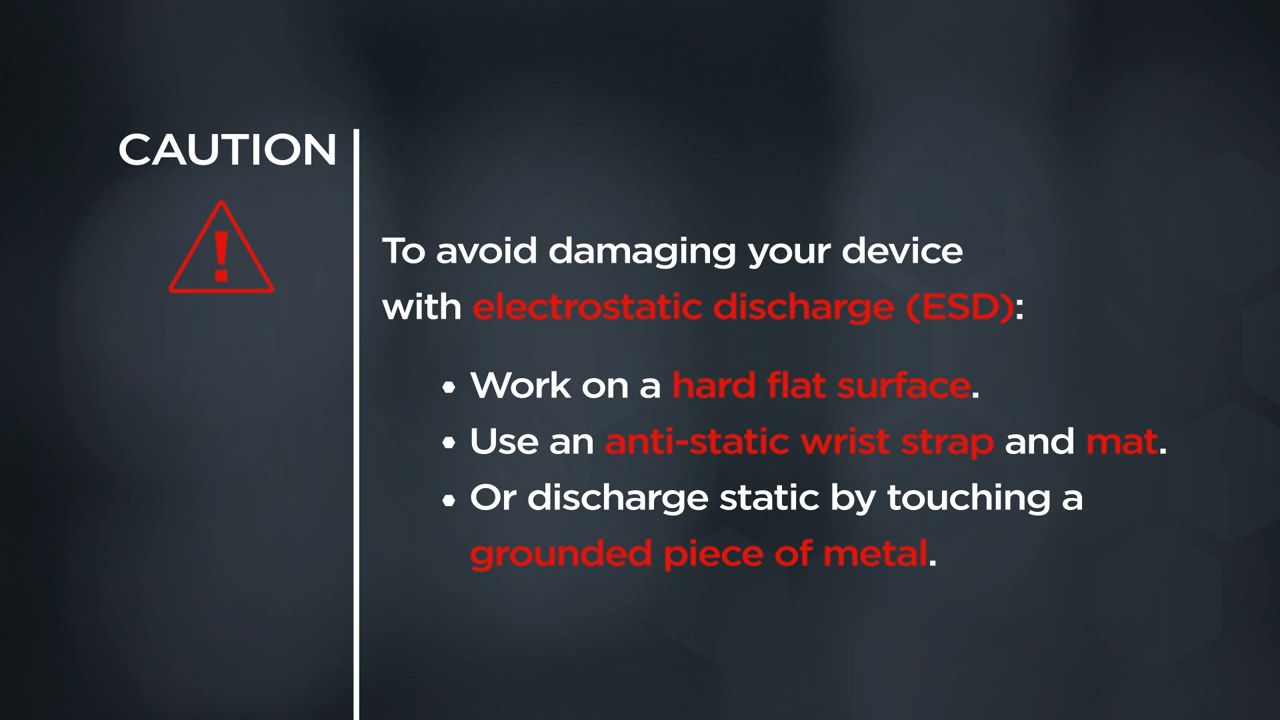 CAUTION
To avoid damaging your device
with electrostatic discharge (ESD):
• Work on a hard flat surface.
• Use an anti-static wrist strap and mat.
• Or discharge static by touching a
grounded piece of metal.